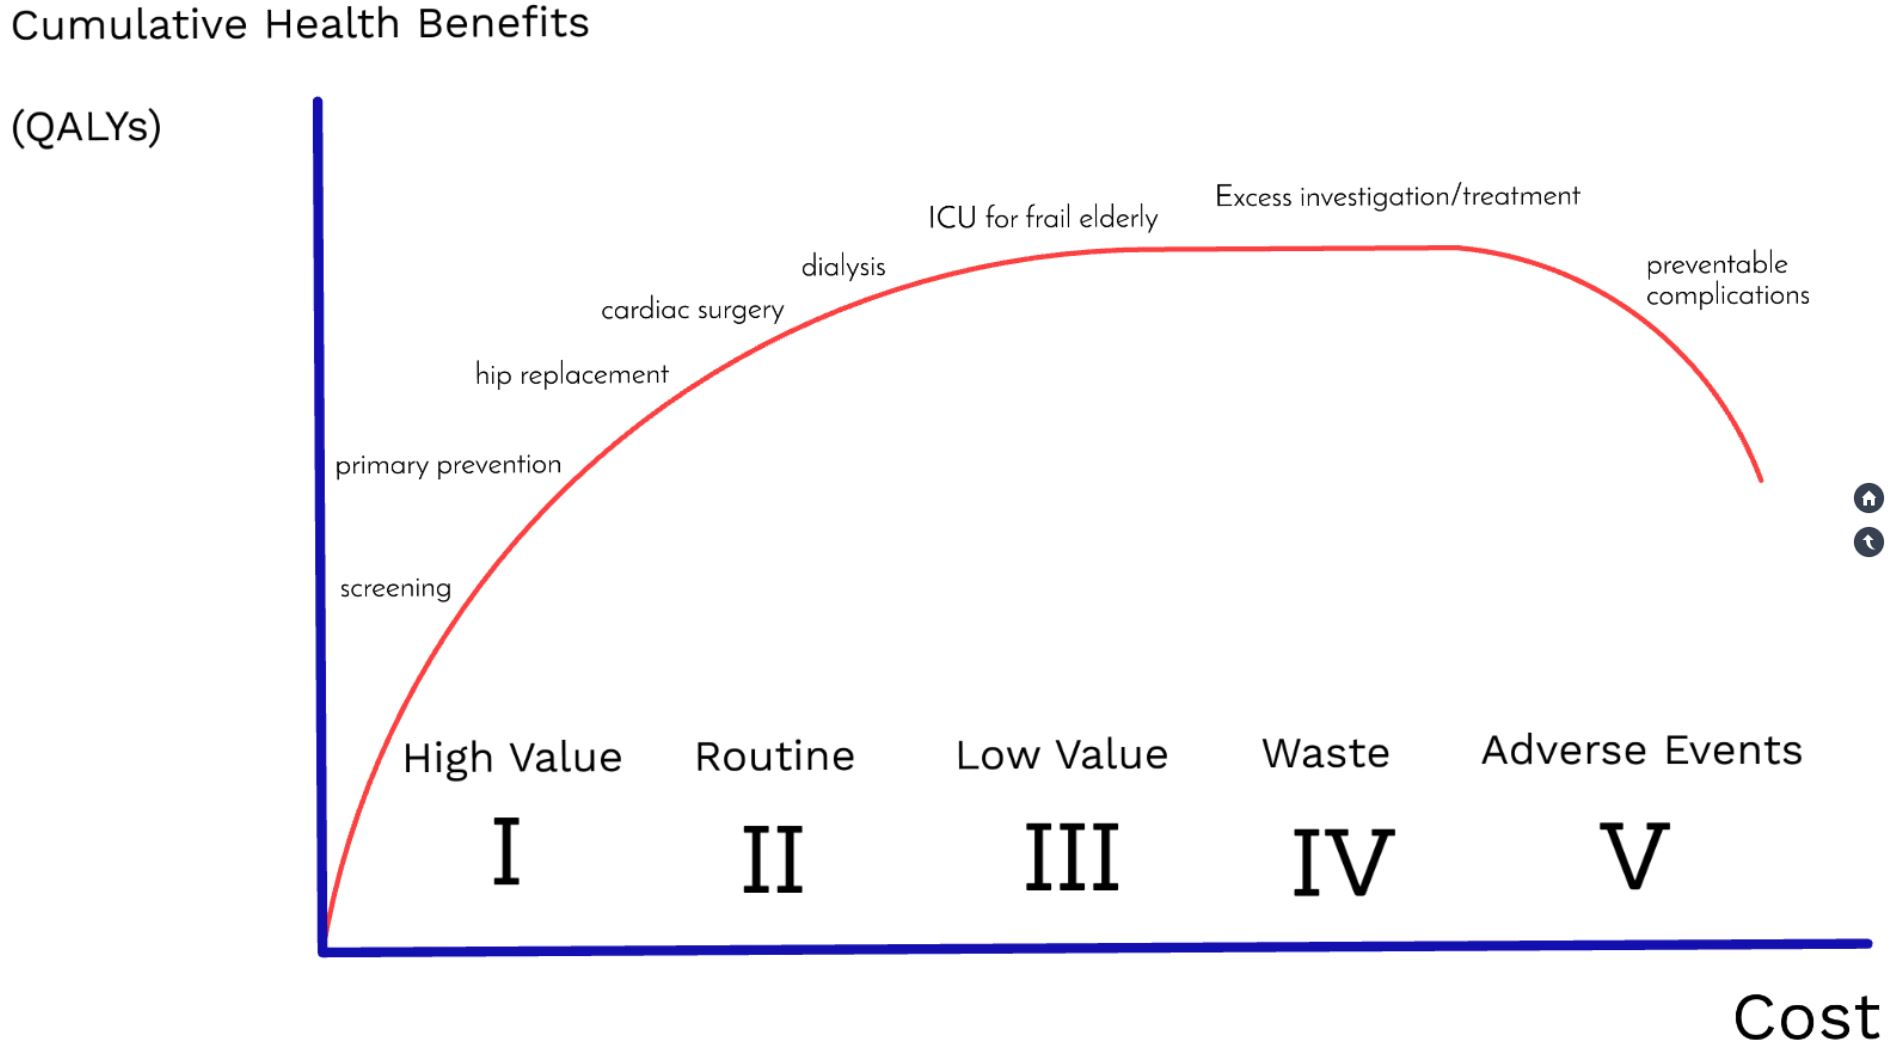 Cumulative Health Benefits
(QALYs)
Excess investigation/treatment
ICU for frail elderly
dialysis
preventable
complications
cardiac surgery
hip replacement
primary prevention
screening
High Value
Routine
Low Value
Waste
Adverse Events
I
II
III
IV
V
Cost